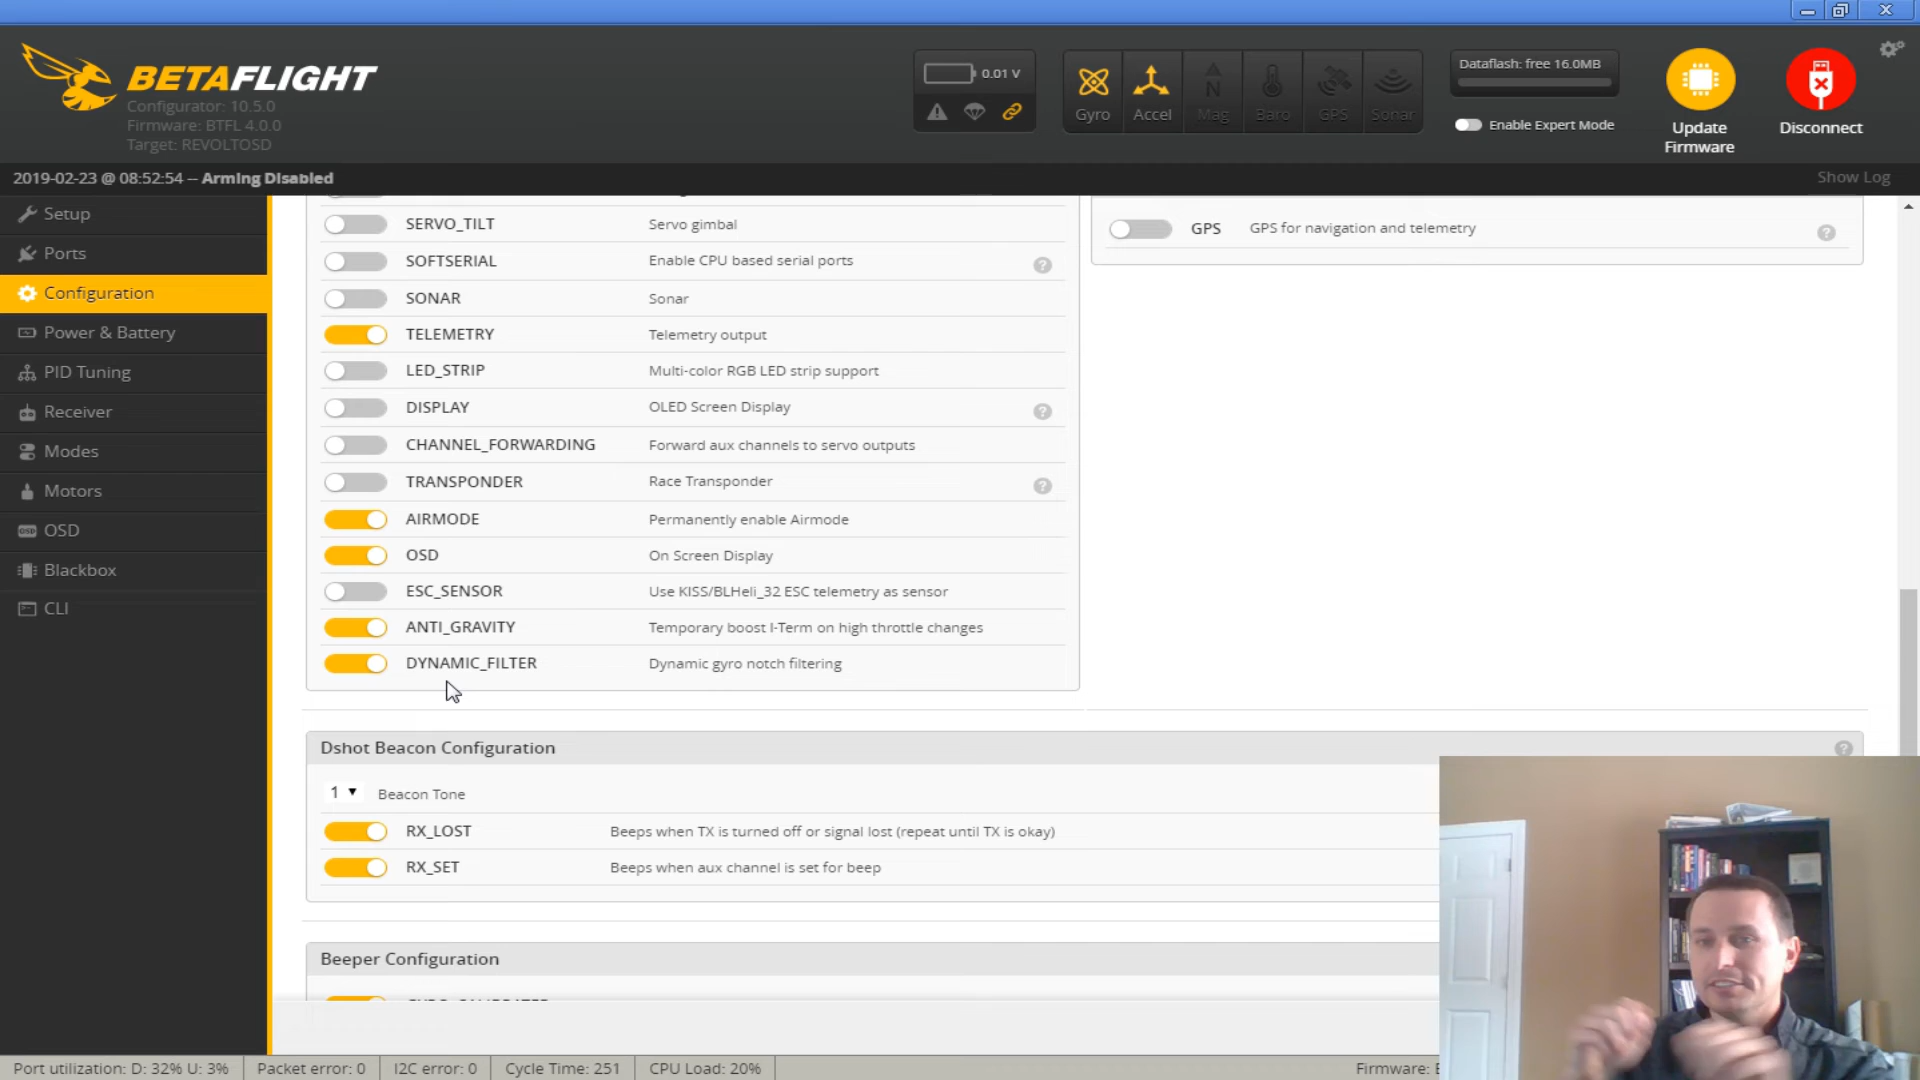 BETAFLIGHT
Configurator: 10.5.0
Firmware: BTFL 4.0.0
Target: REVOLTOSD
0.01 V
Gyro
Accel
Mag
Baro
GPS
Sonar
Dataflash: free 16.0MB
Enable Expert Mode
Update
Firmware
Disconnect
2019-02-23 @ 08:52:54 -- Arming Disabled
Show Log
Setup
Ports
Configuration
Power & Battery
PID Tuning
Receiver
Modes
Motors
OSD
Blackbox
CLI
SERVO_TILT Servo gimbal
SOFTSERIAL Enable CPU based serial ports
SONAR Sonar
TELEMETRY Telemetry output
LED_STRIP Multi-color RGB LED strip support
DISPLAY OLED Screen Display
CHANNEL_FORWARDING Forward aux channels to servo outputs
TRANSPONDER Race Transponder
AIRMODE Permanently enable Airmode
OSD On Screen Display
ESC_SENSOR Use KISS/BLHeli_32 ESC telemetry as sensor
ANTI_GRAVITY Temporary boost I-Term on high throttle changes
DYNAMIC_FILTER Dynamic gyro notch filtering
GPS GPS for navigation and telemetry
Dshot Beacon Configuration
1 Beacon Tone
RX_LOST Beeps when TX is turned off or signal lost (repeat until TX is okay)
RX_SET Beeps when aux channel is set for beep
Beeper Configuration
Port utilization: D: 32% U: 3% Packet error: 0 I2C error: 0 Cycle Time: 251 CPU Load: 20% Firmware: